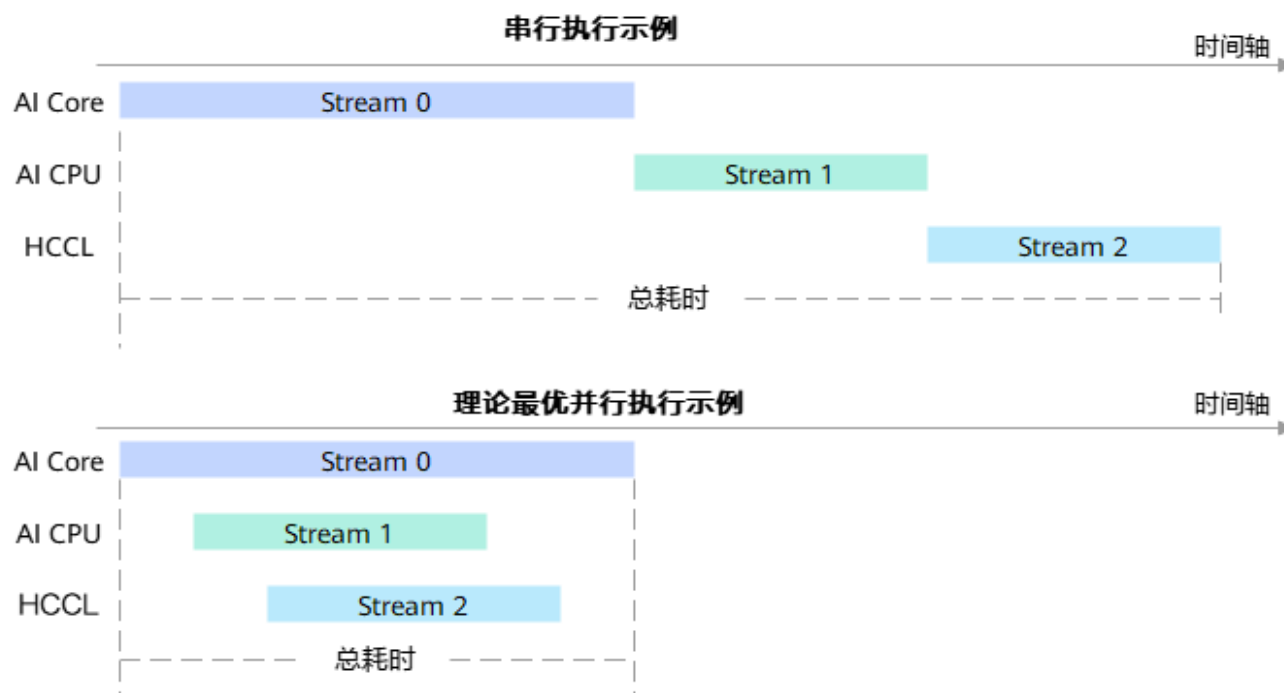 串行执行示例
时间轴
AI Core
Stream 0
AI CPU
Stream 1
HCCL
Stream 2
总耗时
理论最优并行执行示例
时间轴
AI Core
Stream 0
AI CPU
Stream 1
HCCL
Stream 2
总耗时